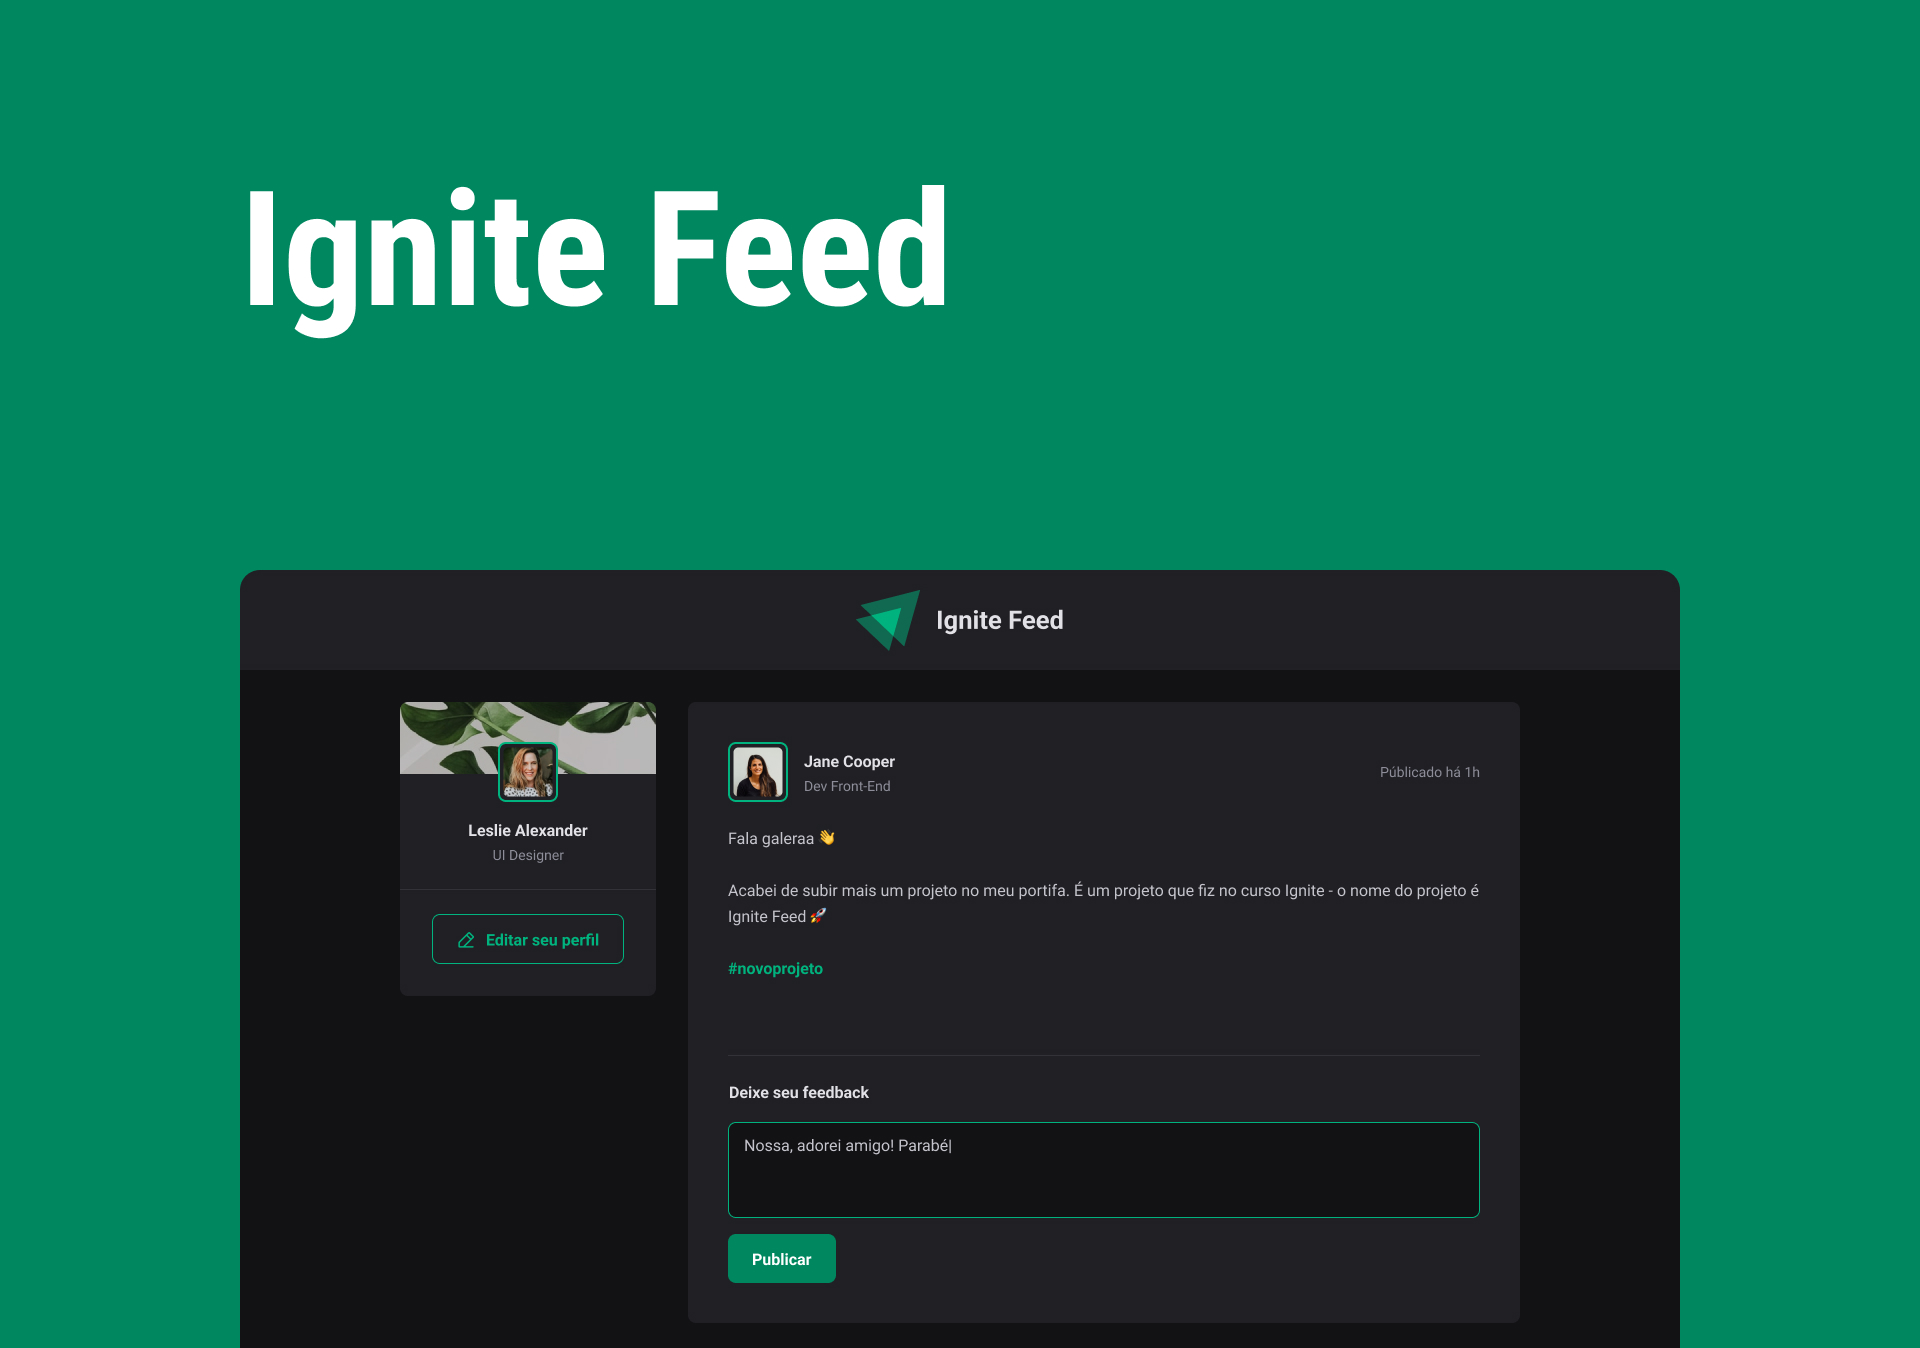 Ignite Feed
Ignite Feed
Leslie Alexander
UI Designer
Editar seu perfil
Jane Cooper
Dev Front-End
Públicado há 1h
Fala galeraa 👋
Acabei de subir mais um projeto no meu portifa. É um projeto que fiz no curso Ignite - o nome do projeto é
Ignite Feed 🚀
#novoprojeto
Deixe seu feedback
Nossa, adorei amigo! Parabé|
Publicar